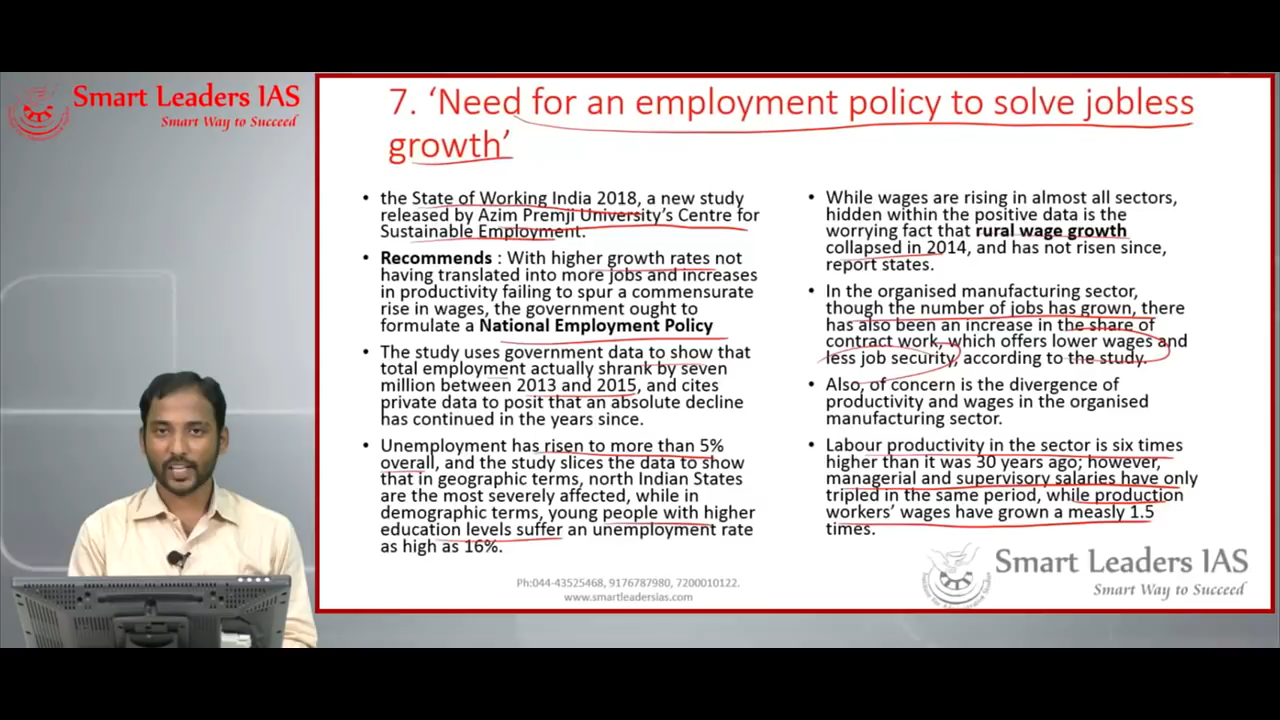 Smart Leaders IAS
Smart Way to Succeed
7. ‘Need for an employment policy to solve jobless
growth’
• the State of Working India 2018, a new study
released by Azim Premji University’s Centre for
Sustainable Employment.
• Recommends : With higher growth rates not
having translated into more jobs and increases
in productivity failing to spur a commensurate
rise in wages, the government ought to
formulate a National Employment Policy
• The study uses government data to show that
total employment actually shrank by seven
million between 2013 and 2015, and cites
private data to posit that an absolute decline
has continued in the years since.
• Unemployment has risen to more than 5%
overall, and the study slices the data to show
that in geographic terms, north Indian States
are the most severely affected, while in
demographic terms, young people with higher
education levels suffer an unemployment rate
as high as 16%.
• While wages are rising in almost all sectors,
hidden within the positive data is the
worrying fact that rural wage growth
collapsed in 2014, and has not risen since,
report states.
• In the organised manufacturing sector,
though the number of jobs has grown, there
has also been an increase in the share of
contract work, which offers lower wages and
less job security, according to the study.
• Also, of concern is the divergence of
productivity and wages in the organised
manufacturing sector.
• Labour productivity in the sector is six times
higher than it was 30 years ago; however,
managerial and supervisory salaries have only
tripled in the same period, while production
workers’ wages have grown a measly 1.5
times.
Ph:044-43525468, 9176787980, 7200010122.
www.smartleadersias.com
Smart Leaders IAS
Smart Way to Succeed